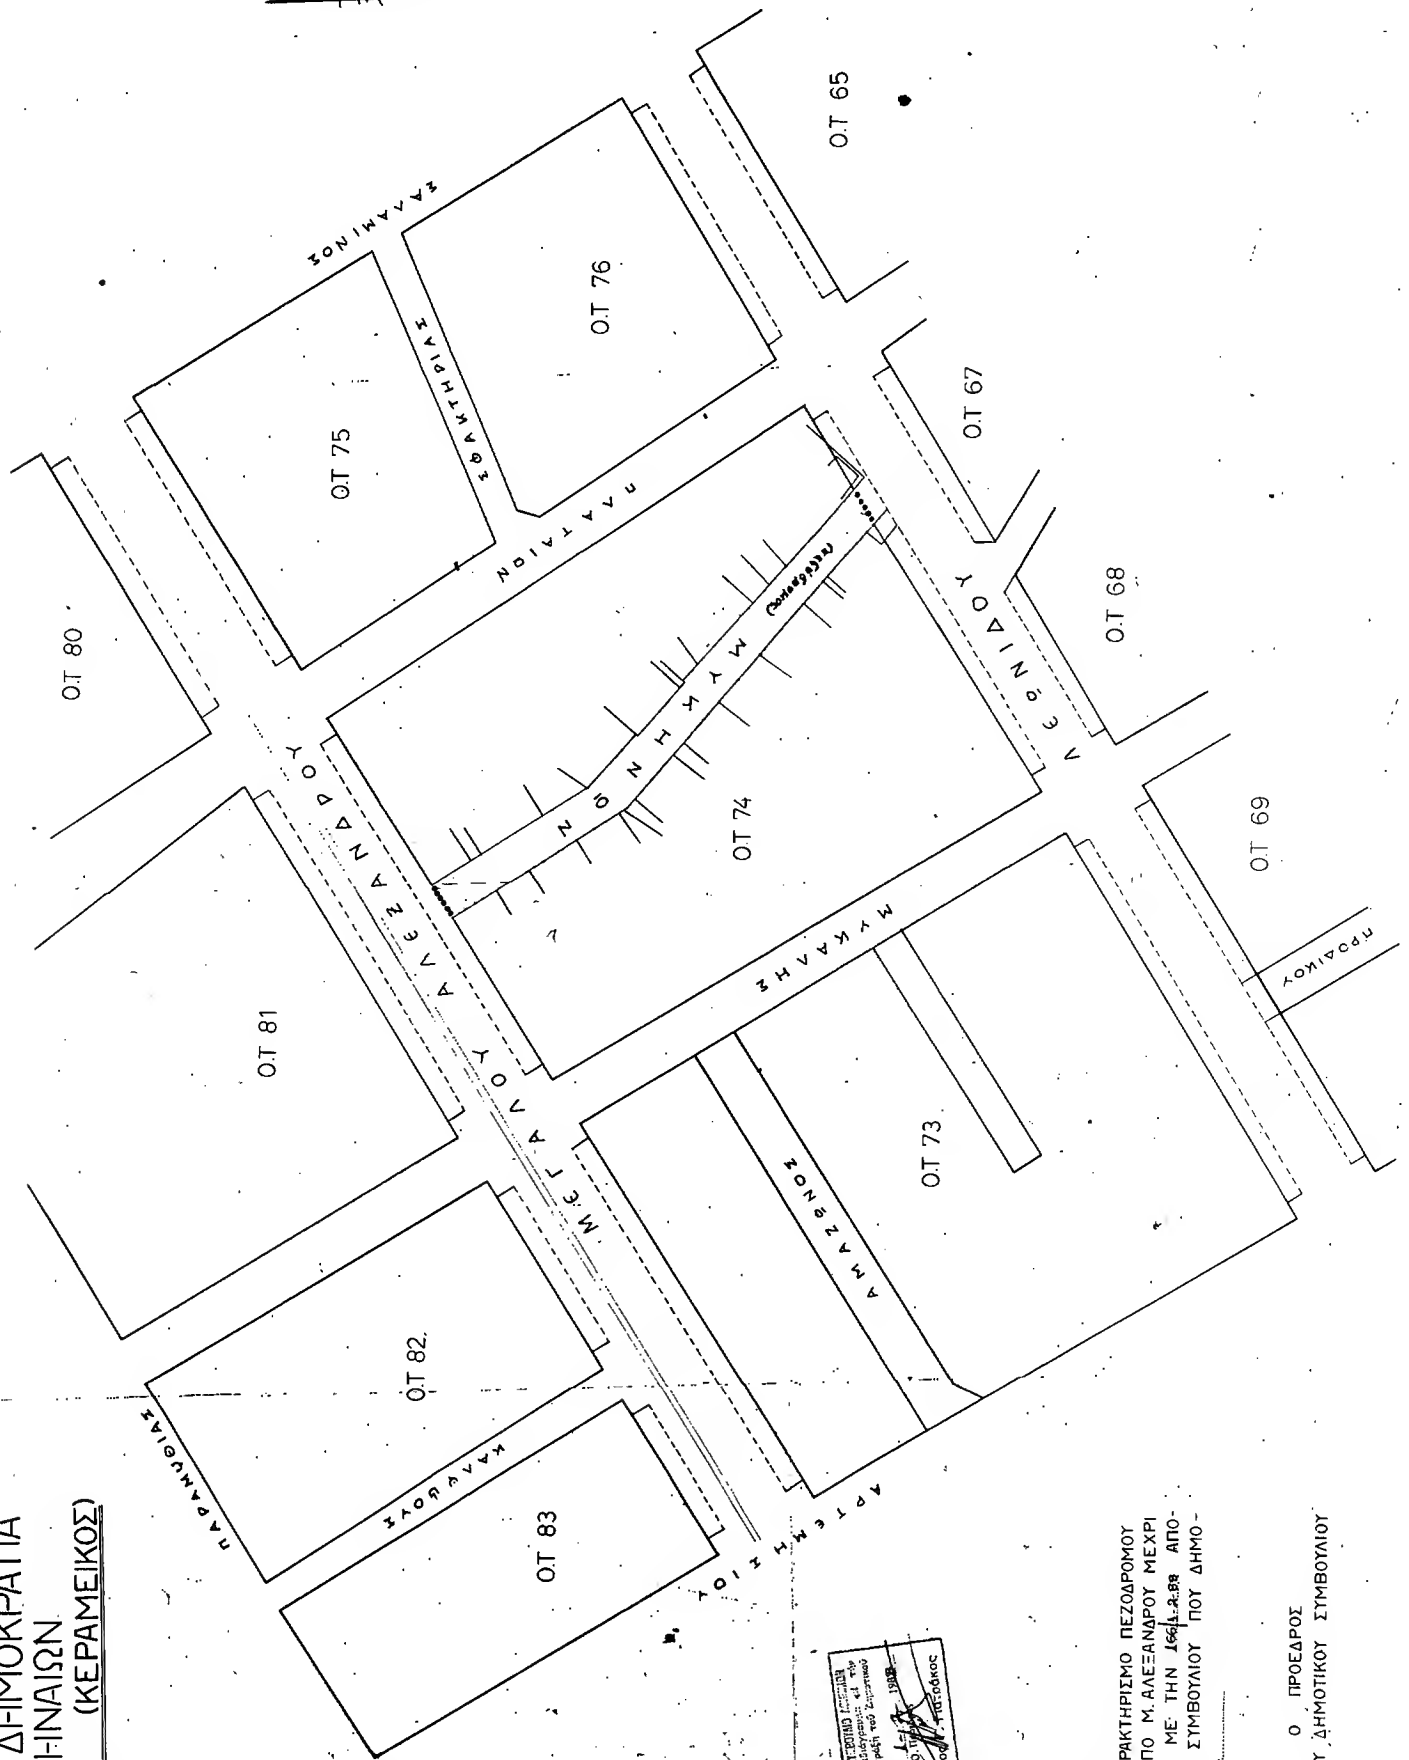 ΔΗΜΟΚΡΑΤΙΑ
ΗΝΑΙΩΝ
(ΚΕΡΑΜΕΙΚΟΣ)
Ο.Τ 65
Ο.Τ 76
Ο.Τ 75
Ο.Τ 80
Ο.Τ 67
Ο.Τ 68
Ο.Τ 74
Ο.Τ 81
Ο.Τ 69
Ο.Τ 73
Ο.Τ 82
Ο.Τ 83
ΣΑΛΑΜΙΝΟΣ
ΣΦΑΚΤΗΡΙΑΣ
ΠΛΑΤΑΙΩΝ
ΜΥΚΗΝΩΝ
(πεζόδρομος)
ΛΕΩΝΙΔΟΥ
ΜΕΓΑΛΟΥ ΑΛΕΞΑΝΔΡΟΥ
ΜΥΚΑΛΗΣ
ΠΡΟΔΙΚΟΥ
ΑΜΑΖΩΝΟΣ
ΠΑΡΑΜΥΘΙΑΣ
ΚΑΛΥΨΟΥΣ
ΑΡΤΕΜΗΣΙΟΥ
ΡΑΚΤΗΡΙΣΜΟ ΠΕΖΟΔΡΟΜΟΥ
ΠΟ Μ. ΑΛΕΞΑΝΔΡΟΥ ΜΕΧΡΙ
ΜΕ ΤΗΝ ΑΠΟ-
ΣΥΜΒΟΥΛΙΟΥ ΠΟΥ ΔΗΜΟ-
Ο ΠΡΟΕΔΡΟΣ
Υ ΔΗΜΟΤΙΚΟΥ ΣΥΜΒΟΥΛΙΟΥ